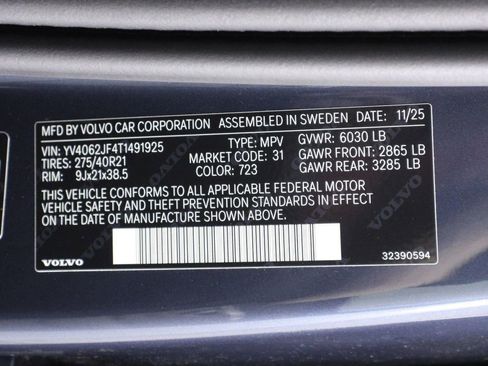 MFD BY VOLVO CAR CORPORATION ASSEMBLED IN SWEDEN DATE: 11/25
VIN: YV4062JF4T1491925 TYPE: MPV GVWR: 6030 LB
TIRES: 275/40R21 MARKET CODE: 31 GAWR FRONT: 2865 LB
RIM: 9Jx21x38.5 COLOR: 723 GAWR REAR: 3285 LB
THIS VEHICLE CONFORMS TO ALL APPLICABLE FEDERAL MOTOR
VEHICLE SAFETY AND THEFT PREVENTION STANDARDS IN EFFECT
ON THE DATE OF MANUFACTURE SHOWN ABOVE.
VOLVO 32390594